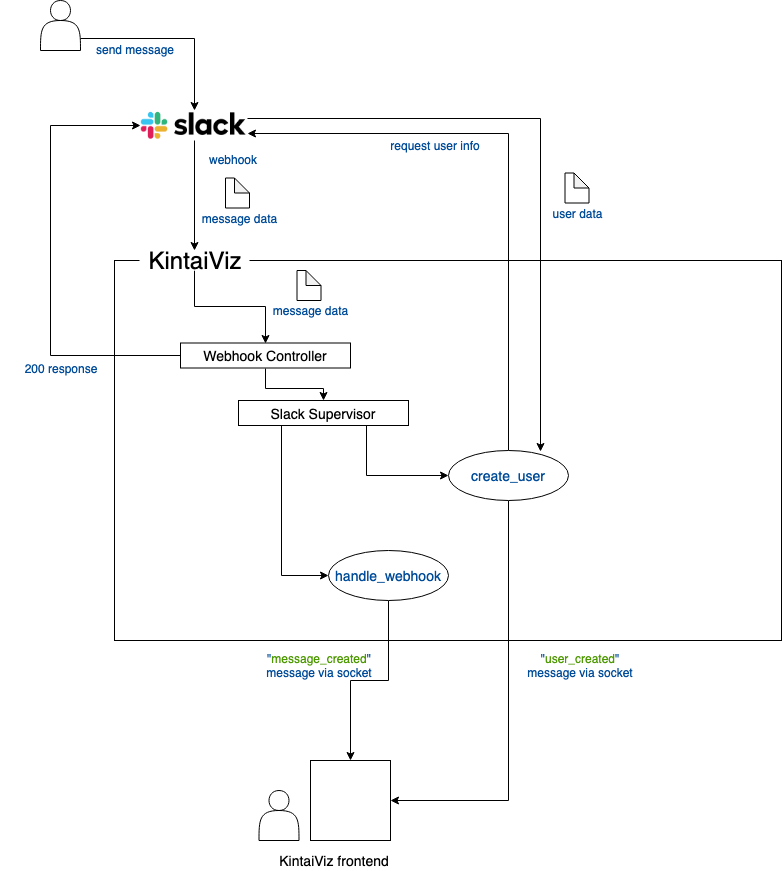 send message
slack
request user info
webhook
message data
user data
KintaiViz
message data
Webhook Controller
200 response
Slack Supervisor
create_user
handle_webhook
"message_created"
message via socket
"user_created"
message via socket
KintaiViz frontend